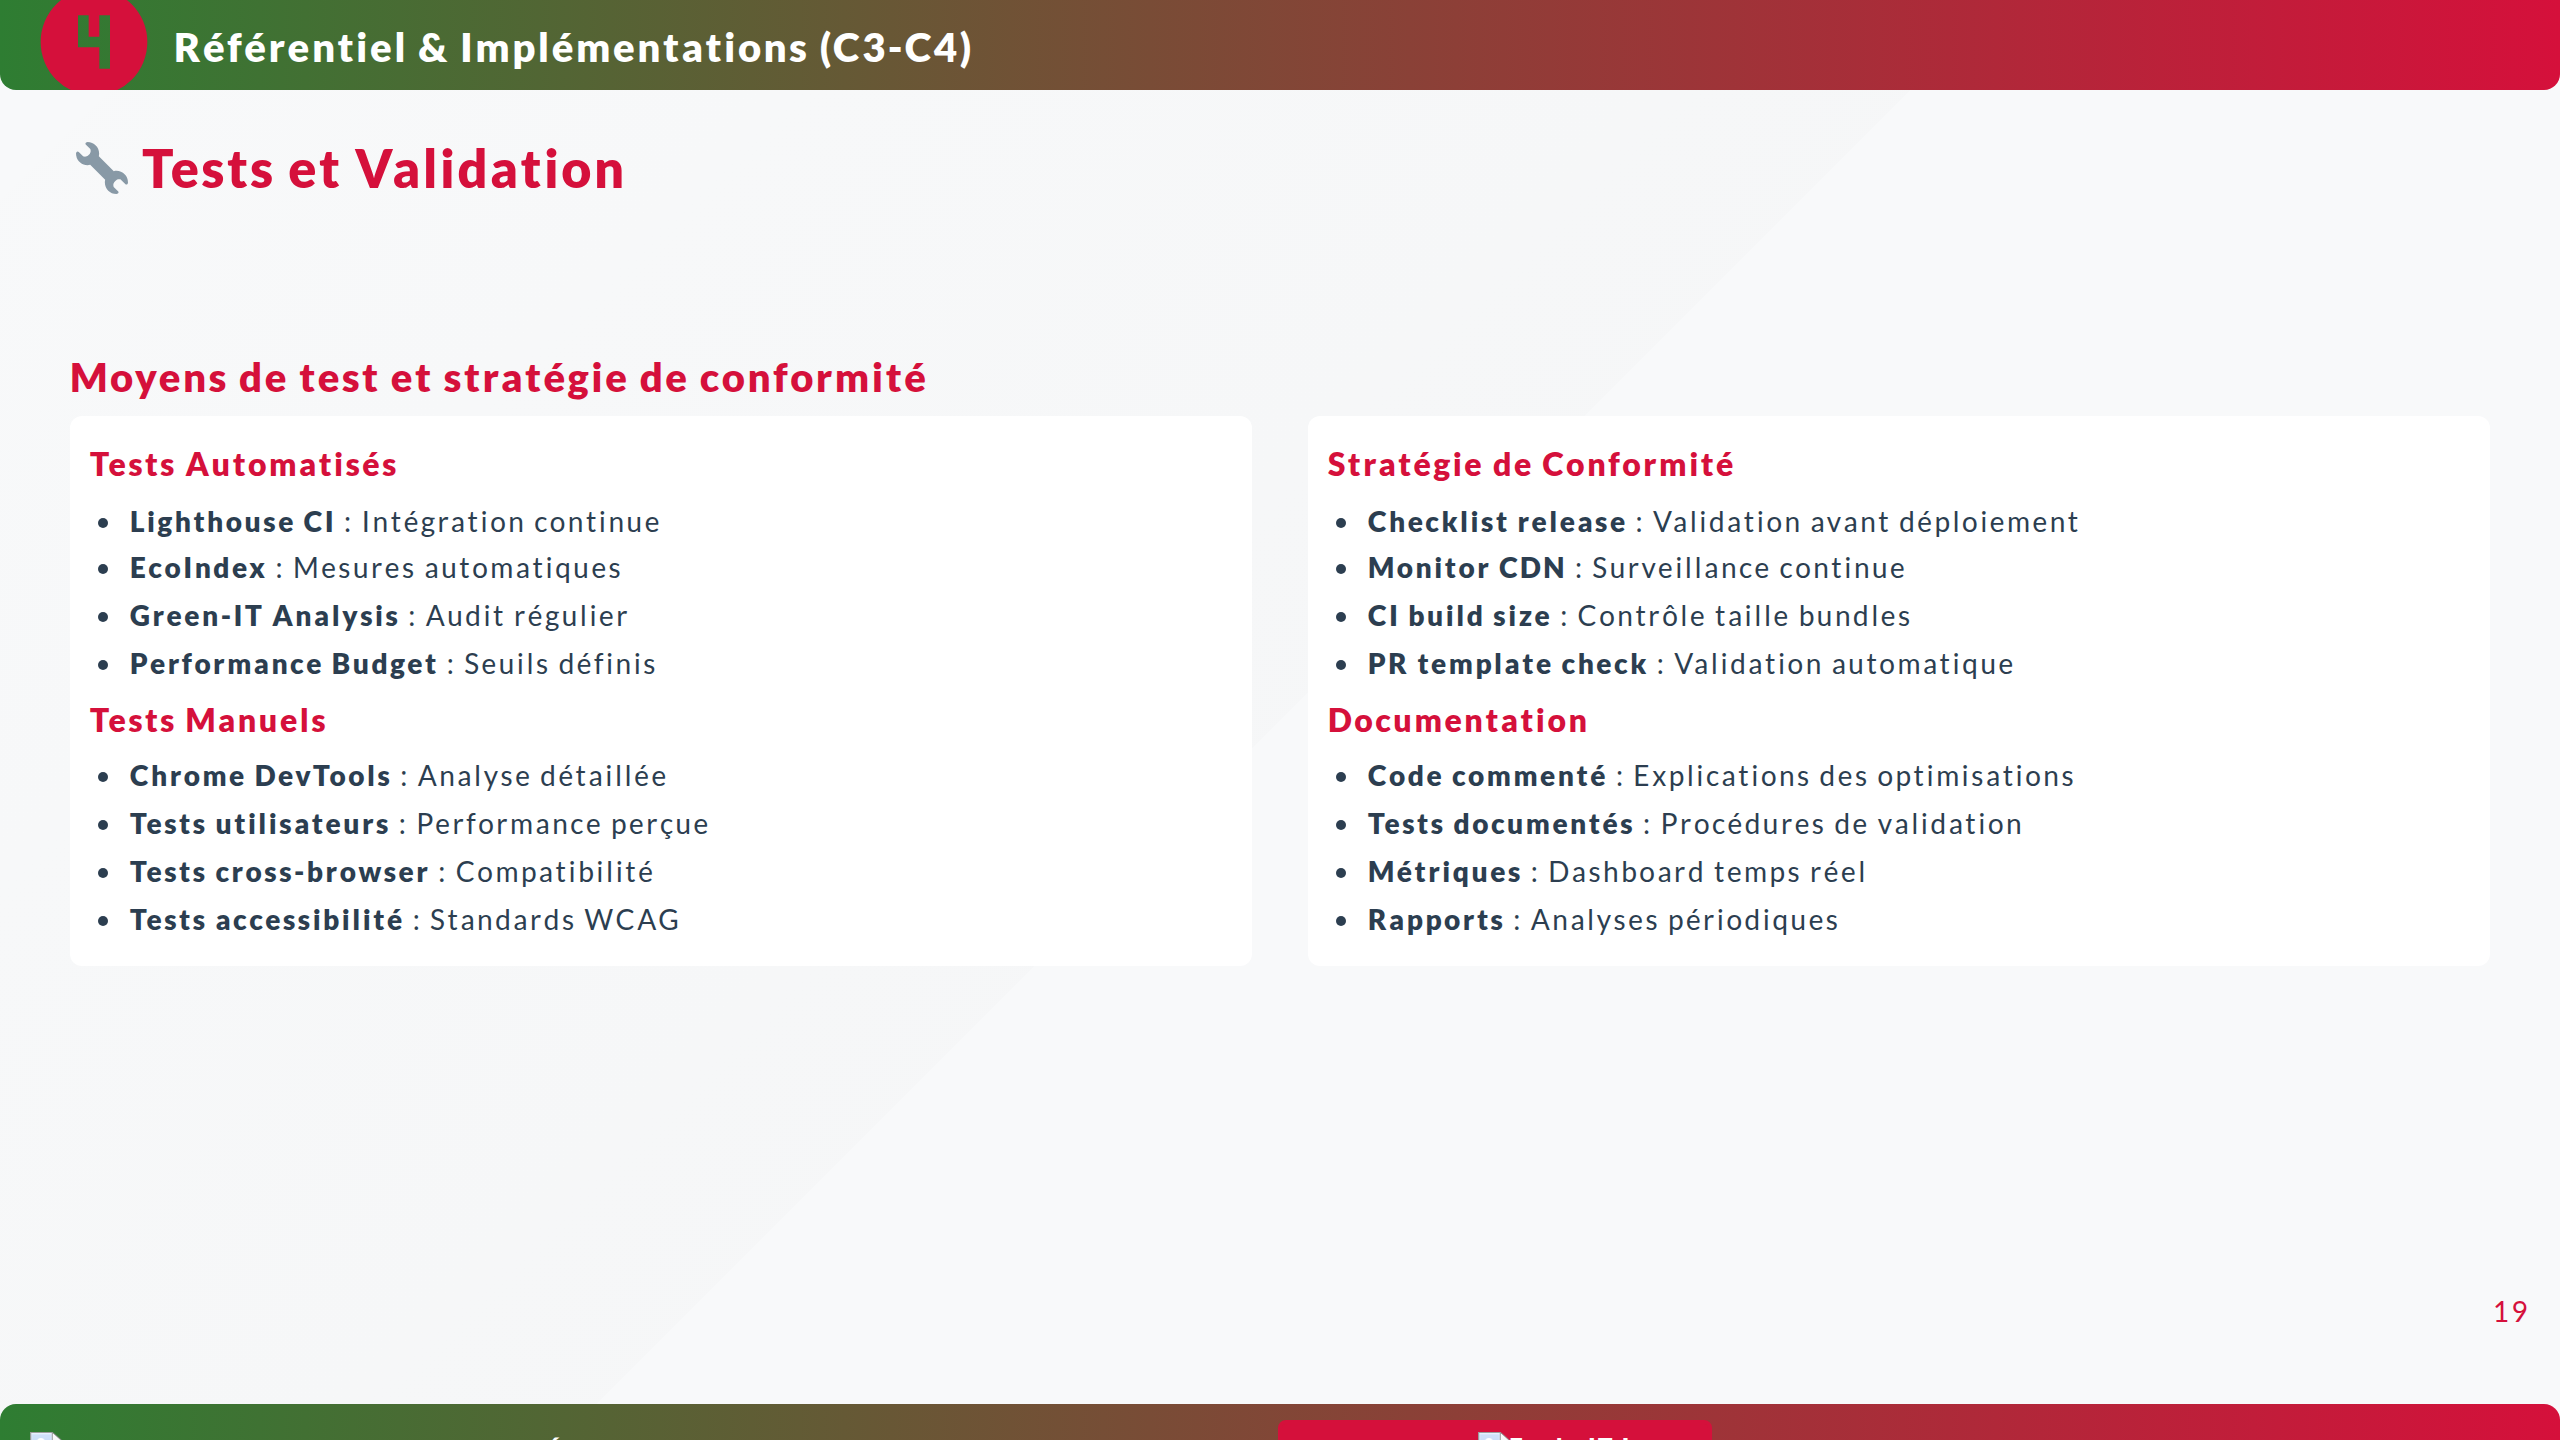 4
Référentiel & Implémentations (C3-C4)
Tests et Validation
Moyens de test et stratégie de conformité
Tests Automatisés
Lighthouse CI : Intégration continue
EcoIndex : Mesures automatiques
Green-IT Analysis : Audit régulier
Performance Budget : Seuils définis
Tests Manuels
Chrome DevTools : Analyse détaillée
Tests utilisateurs : Performance perçue
Tests cross-browser : Compatibilité
Tests accessibilité : Standards WCAG
Stratégie de Conformité
Checklist release : Validation avant déploiement
Monitor CDN : Surveillance continue
CI build size : Contrôle taille bundles
PR template check : Validation automatique
Documentation
Code commenté : Explications des optimisations
Tests documentés : Procédures de validation
Métriques : Dashboard temps réel
Rapports : Analyses périodiques
19